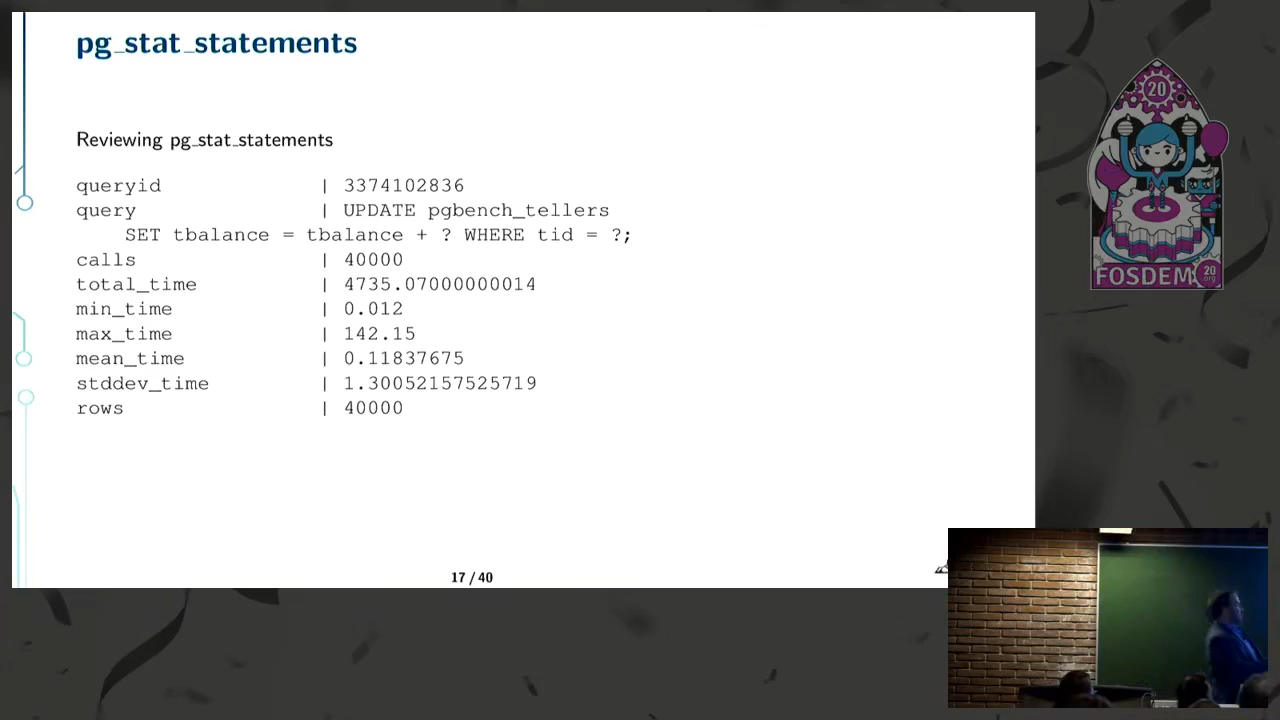 pg_stat_statements
Reviewing pg_stat_statements
queryid | 3374102836
query | UPDATE pgbench_tellers
SET tbalance = tbalance + ? WHERE tid = ?;
calls | 40000
total_time | 4735.07000000014
min_time | 0.012
max_time | 142.15
mean_time | 0.11837675
stddev_time | 1.30052157525719
rows | 40000
17 / 40
20
FOSDEM
20
.org